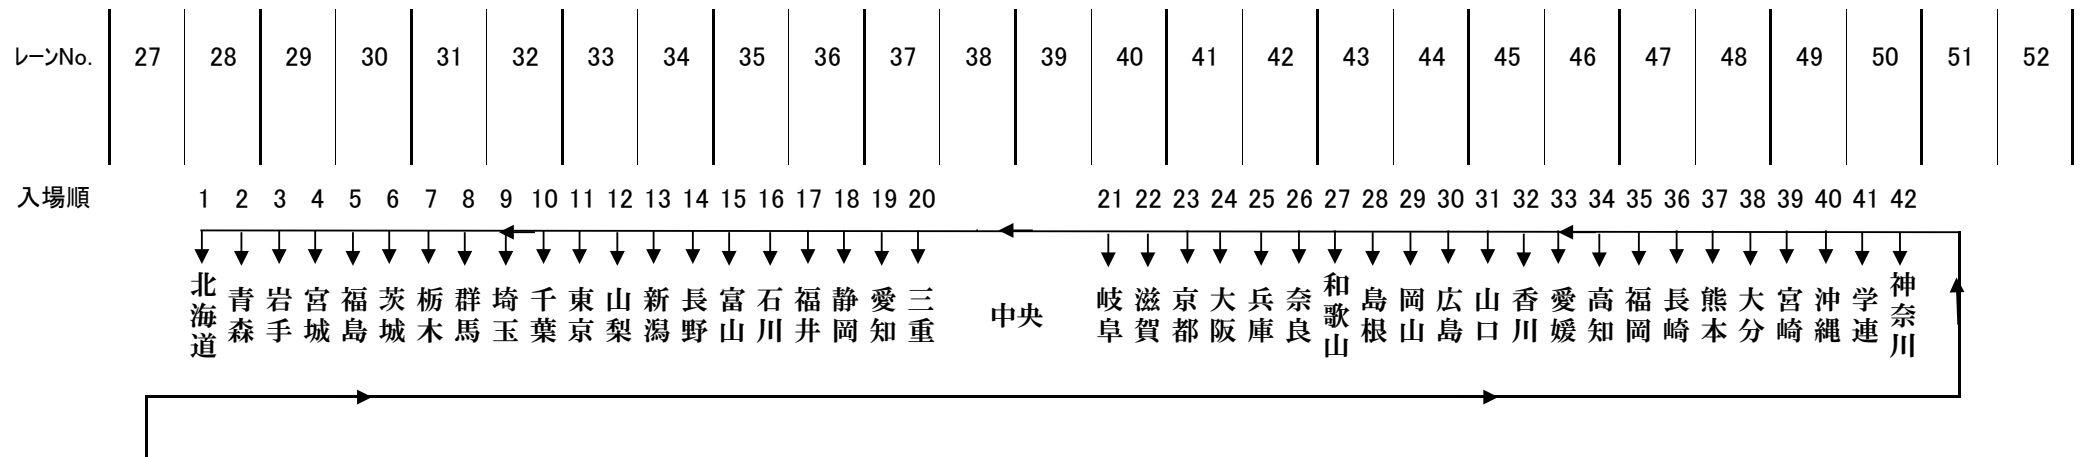 レーンNo. 27 28 29 30 31 32 33 34 35 36 37 38 39 40 41 42 43 44 45 46 47 48 49 50 51 52
入場順 1 2 3 4 5 6 7 8 9 10 11 12 13 14 15 16 17 18 19 20 21 22 23 24 25 26 27 28 29 30 31 32 33 34 35 36 37 38 39 40 41 42
北海道 青森 岩手 宮城 福島 茨城 栃木 群馬 埼玉 千葉 東京 山梨 新潟 長野 富山 石川 福井 静岡 愛知 三重 中央 岐阜 滋賀 京都 大阪 兵庫 奈良 和歌山 島根 岡山 広島 山口 香川 愛媛 高知 福岡 長崎 熊本 大分 宮崎 沖縄 学連 神奈川